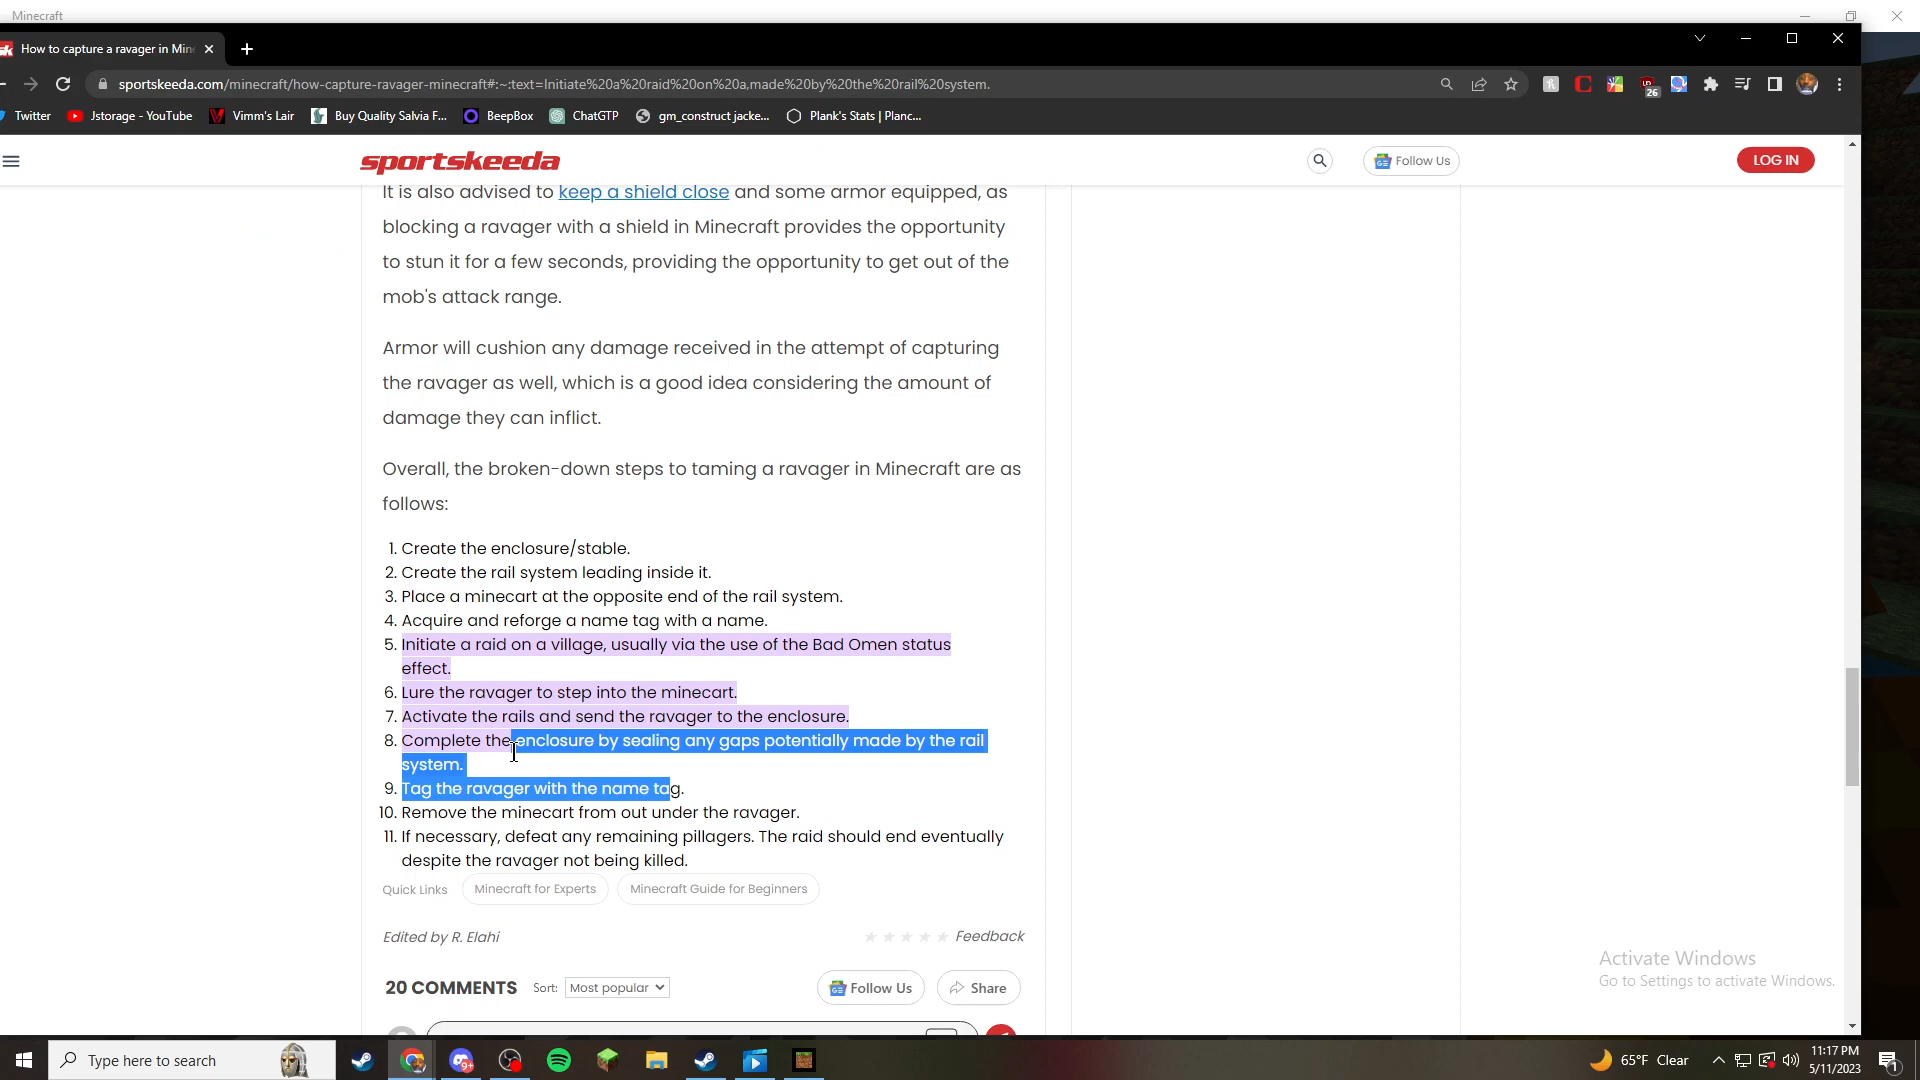 Minecraft
How to capture a ravager in Min
sportskeeda.com/minecraft/how-capture-ravager-minecraft#:~:text=Initiate%20a%20raid%20on%20a,made%20by%20the%20rail%20system.
26
Twitter
Jstorage - YouTube
Vimm's Lair
Buy Quality Salvia F...
BeepBox
ChatGTP
gm_construct jacke...
Plank's Stats | Planc...
sportskeeda
Follow Us
LOG IN
It is also advised to keep a shield close and some armor equipped, as
blocking a ravager with a shield in Minecraft provides the opportunity
to stun it for a few seconds, providing the opportunity to get out of the
mob's attack range.
Armor will cushion any damage received in the attempt of capturing
the ravager as well, which is a good idea considering the amount of
damage they can inflict.
Overall, the broken-down steps to taming a ravager in Minecraft are as
follows:
1. Create the enclosure/stable.
2. Create the rail system leading inside it.
3. Place a minecart at the opposite end of the rail system.
4. Acquire and reforge a name tag with a name.
5. Initiate a raid on a village, usually via the use of the Bad Omen status
effect.
6. Lure the ravager to step into the minecart.
7. Activate the rails and send the ravager to the enclosure.
8. Complete the enclosure by sealing any gaps potentially made by the rail
system.
9. Tag the ravager with the name tag.
10. Remove the minecart from out under the ravager.
11. If necessary, defeat any remaining pillagers. The raid should end eventually
despite the ravager not being killed.
Quick Links
Minecraft for Experts
Minecraft Guide for Beginners
Edited by R. Elahi
Feedback
20 COMMENTS
Sort:
Most popular
Follow Us
Share
Activate Windows
Go to Settings to activate Windows.
Type here to search
9+
65°F Clear
11:17 PM
5/11/2023
1